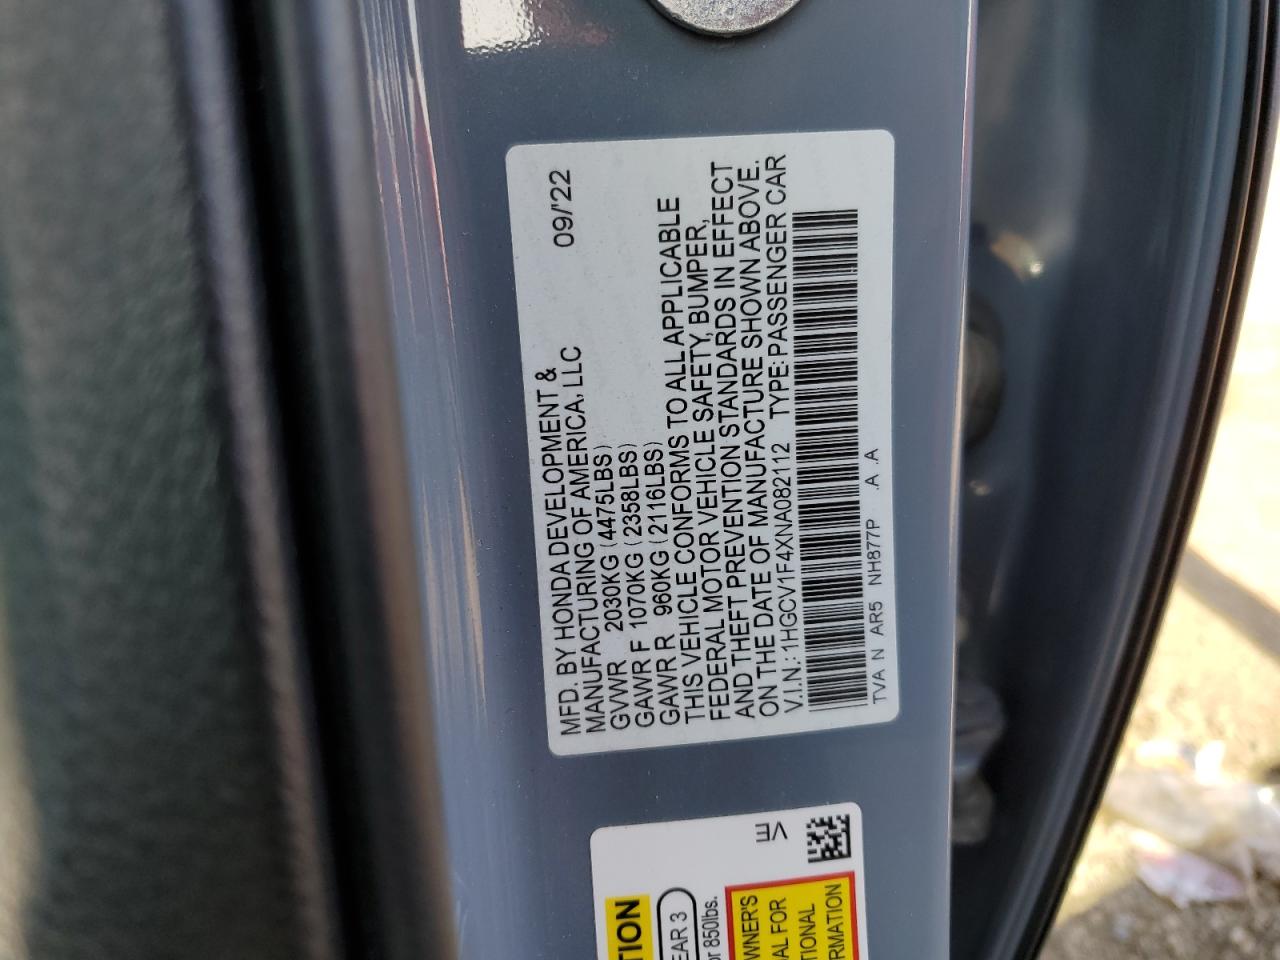 MFD. BY HONDA DEVELOPMENT &
MANUFACTURING OF AMERICA, LLC 09/'22
GVWR 2030KG (4475LBS)
GAWR F 1070KG (2358LBS)
GAWR R 960KG (2116LBS)
THIS VEHICLE CONFORMS TO ALL APPLICABLE
FEDERAL MOTOR VEHICLE SAFETY, BUMPER,
AND THEFT PREVENTION STANDARDS IN EFFECT
ON THE DATE OF MANUFACTURE SHOWN ABOVE.
V.I.N.: 1HGCV1F4XNA082112 TYPE: PASSENGER CAR
TVA N AR5 NH877P .A .A
TION
EAR 3
or 850lbs.
VE
WNER'S
AL FOR
TIONAL
RMATION